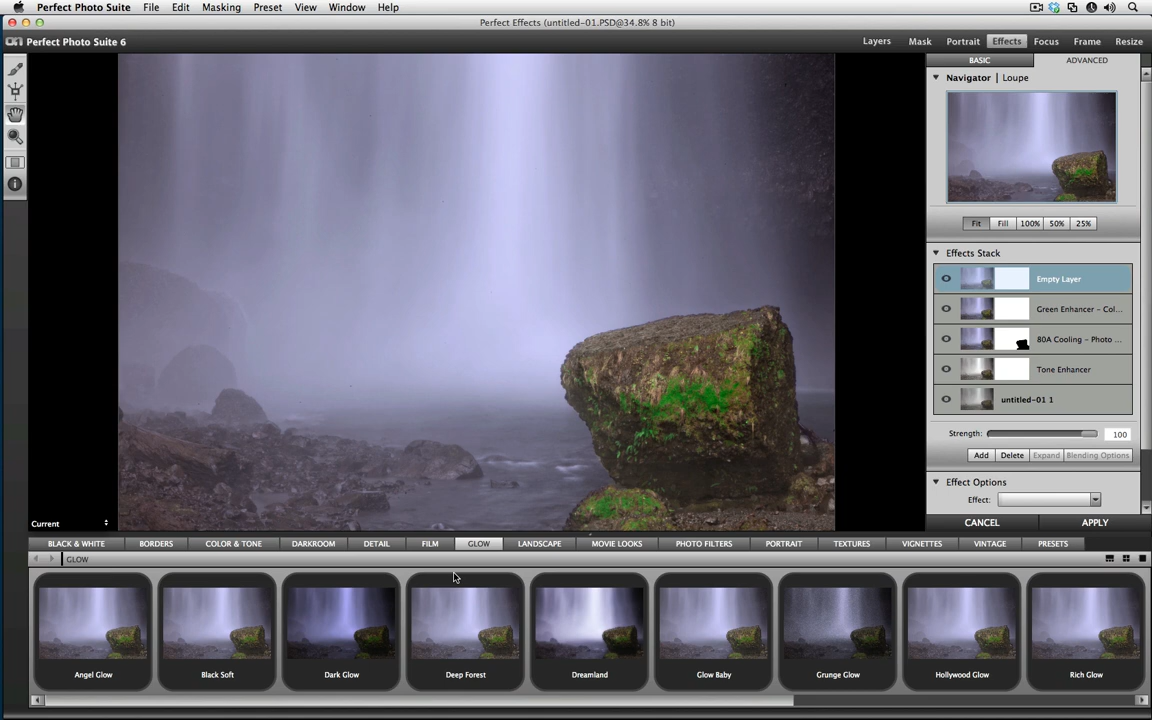 Perfect Photo Suite File Edit Masking Preset View Window Help
Perfect Effects (untitled-01.PSD@34.8% 8 bit)
Perfect Photo Suite 6 Layers Mask Portrait Effects Focus Frame Resize
BASIC ADVANCED
Navigator | Loupe
Fit Fill 100% 50% 25%
Effects Stack
Empty Layer
Green Enhancer - Col...
80A Cooling - Photo ...
Tone Enhancer
untitled-01 1
Strength: 100
Add Delete Expand Blending Options
Effect Options
Effect:
Current
CANCEL APPLY
BLACK & WHITE BORDERS COLOR & TONE DARKROOM DETAIL FILM GLOW LANDSCAPE MOVIE LOOKS PHOTO FILTERS PORTRAIT TEXTURES VIGNETTES VINTAGE PRESETS
GLOW
Angel Glow Black Soft Dark Glow Deep Forest Dreamland Glow Baby Grunge Glow Hollywood Glow Rich Glow